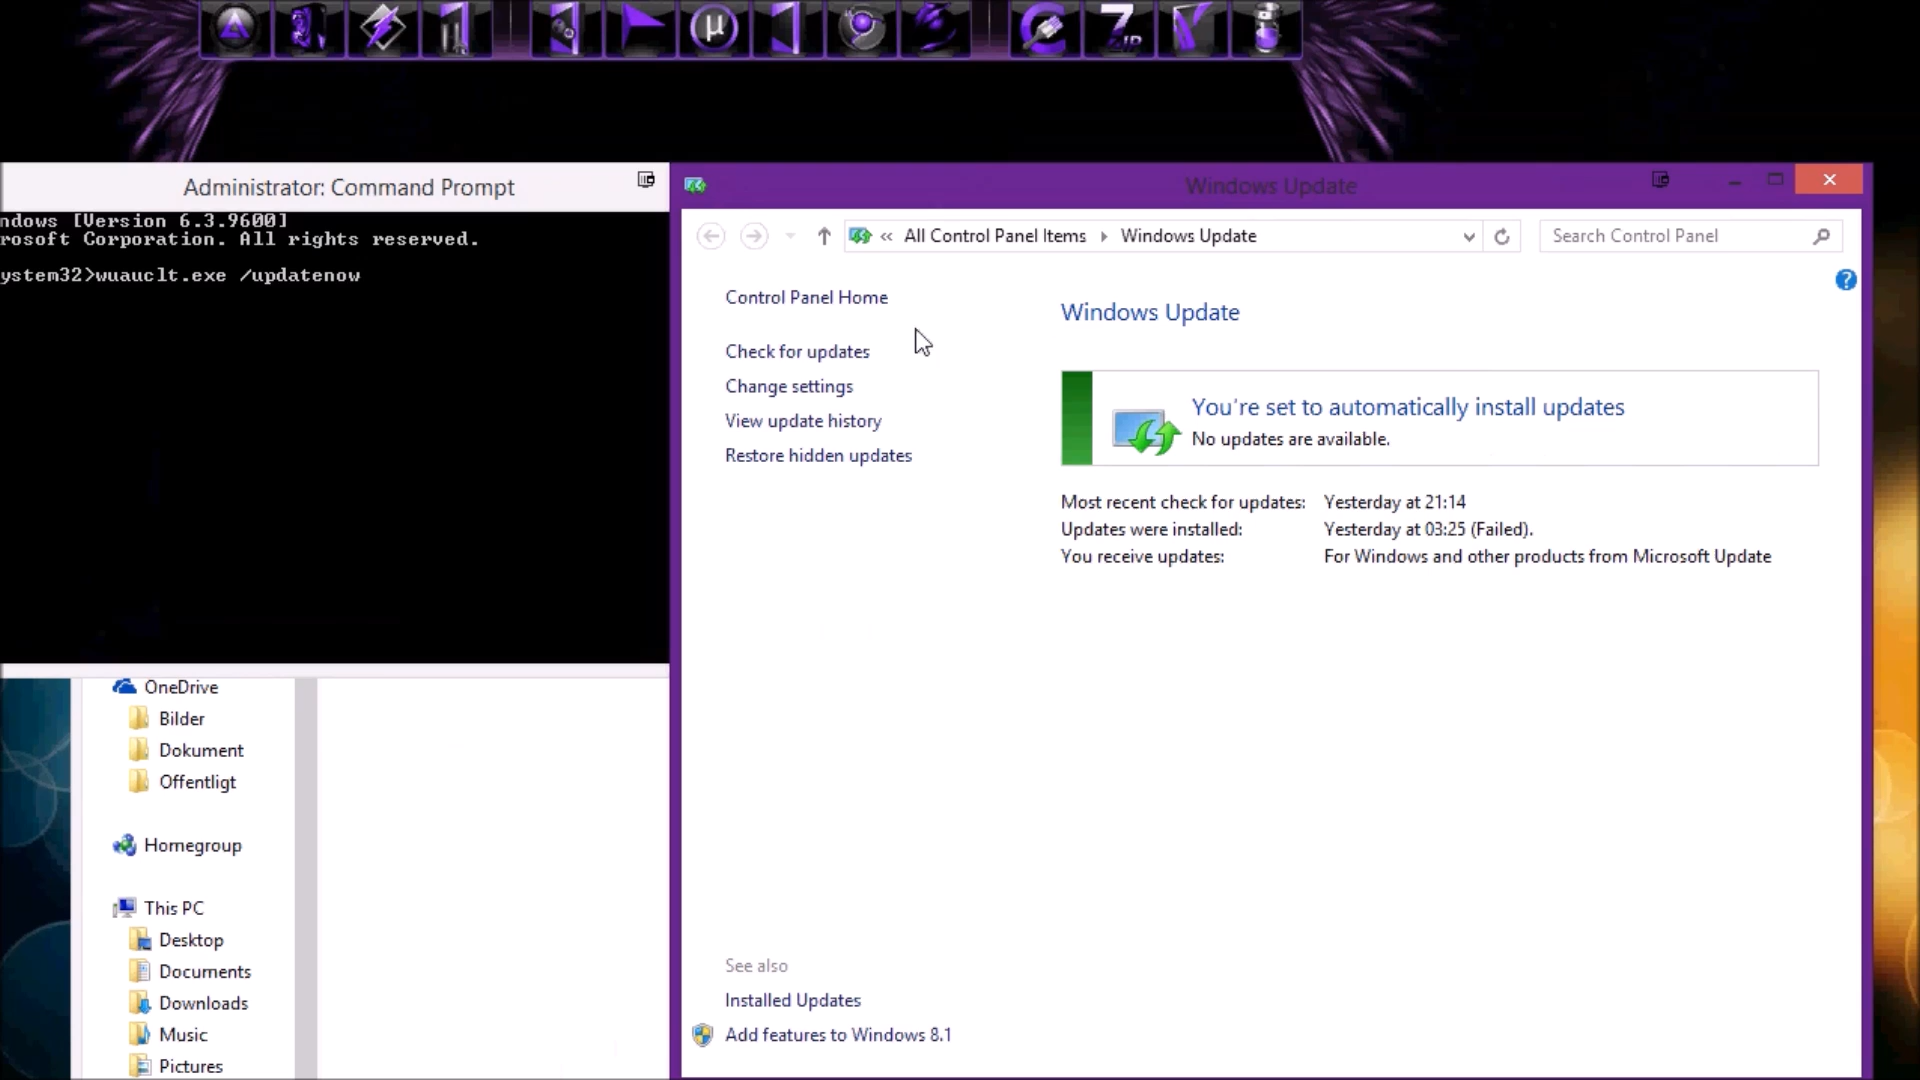 µ
7
ZIP
Administrator: Command Prompt
ndows [Version 6.3.9600]
rosoft Corporation. All rights reserved.
ystem32>wuauclt.exe /updatenow
OneDrive
Bilder
Dokument
Offentligt
Homegroup
This PC
Desktop
Documents
Downloads
Music
Pictures
Windows Update
« All Control Panel Items Windows Update
Search Control Panel
?
Control Panel Home
Check for updates
Change settings
View update history
Restore hidden updates
Windows Update
You're set to automatically install updates
No updates are available.
Most recent check for updates: Yesterday at 21:14
Updates were installed: Yesterday at 03:25 (Failed).
You receive updates: For Windows and other products from Microsoft Update
See also
Installed Updates
Add features to Windows 8.1